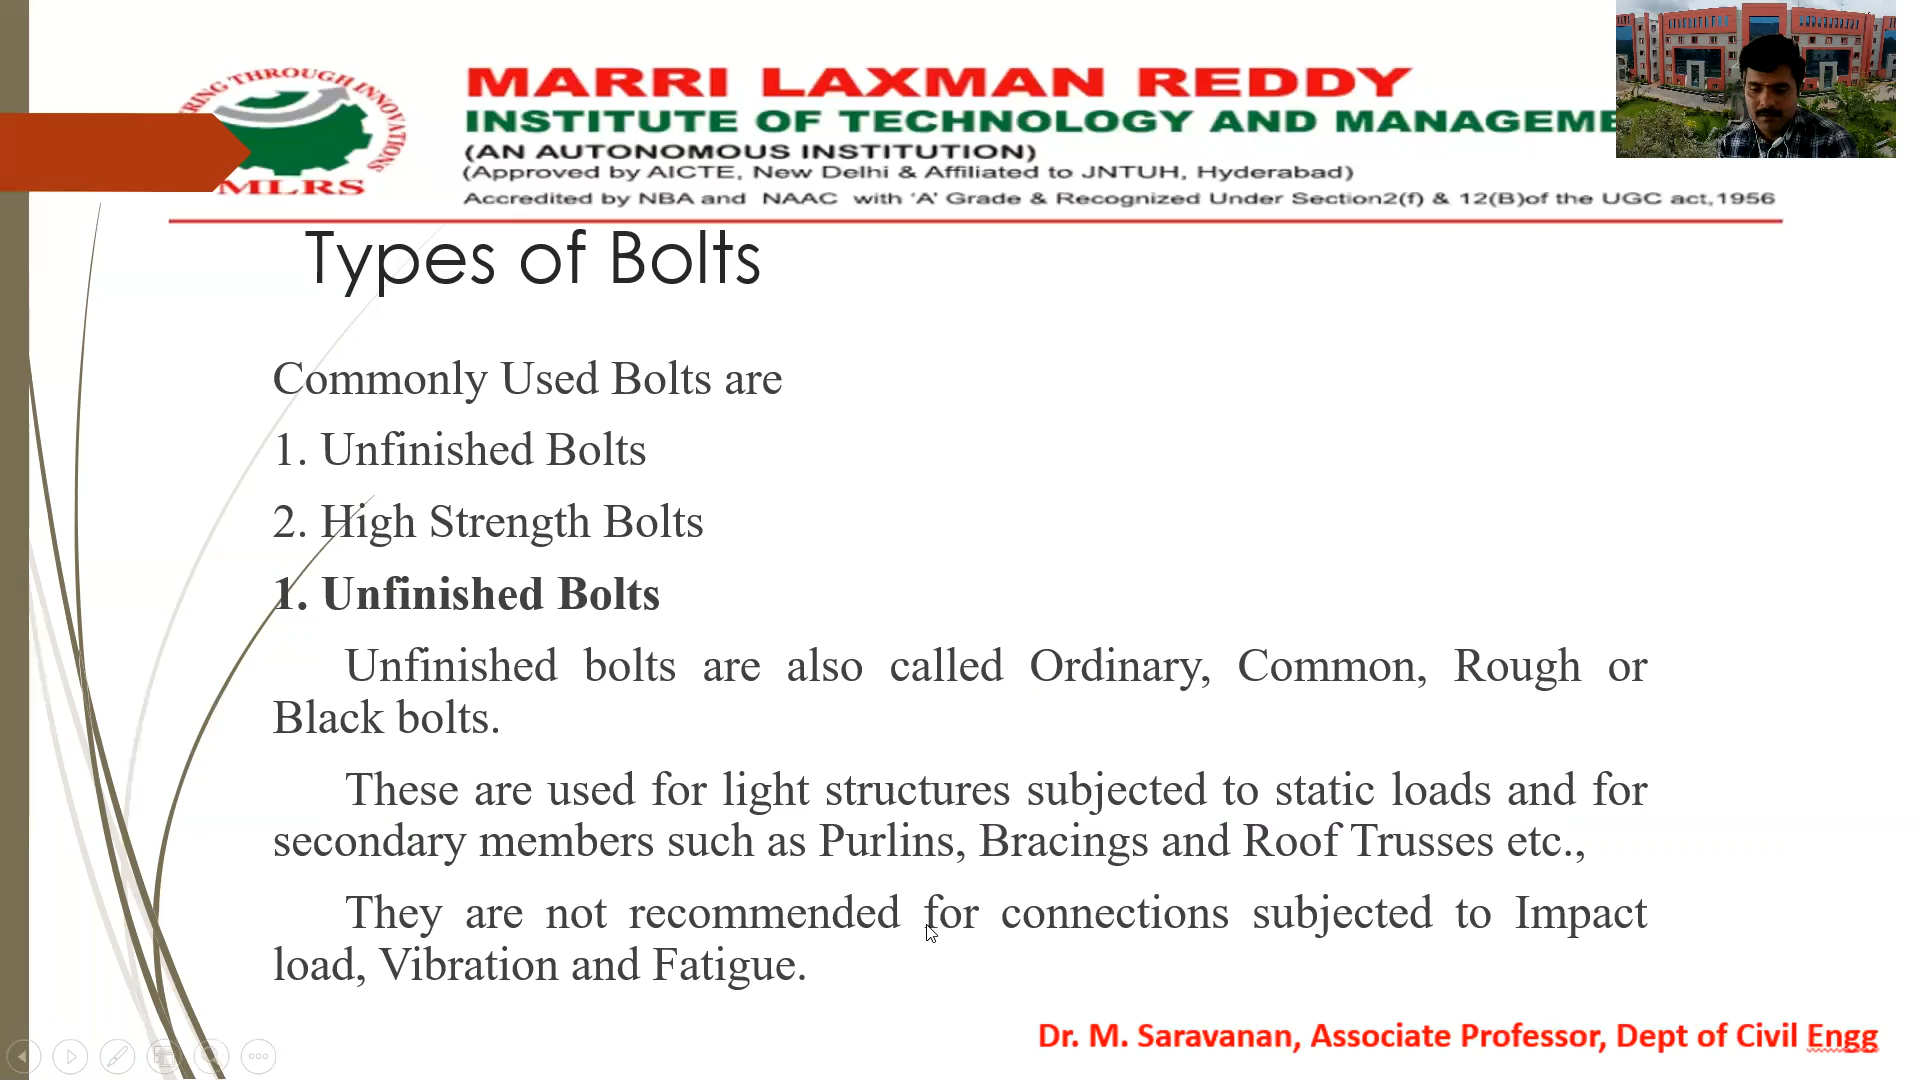 RING THROUGH INNOVATIONS
MLRS
MARRI LAXMAN REDDY
INSTITUTE OF TECHNOLOGY AND MANAGEME
(AN AUTONOMOUS INSTITUTION)
(Approved by AICTE, New Delhi & Affiliated to JNTUH, Hyderabad)
Accredited by NBA and NAAC with 'A' Grade & Recognized Under Section2(f) & 12(B)of the UGC act,1956
Types of Bolts
Commonly Used Bolts are
1. Unfinished Bolts
2. High Strength Bolts
1. Unfinished Bolts
Unfinished bolts are also called Ordinary, Common, Rough or
Black bolts.
These are used for light structures subjected to static loads and for
secondary members such as Purlins, Bracings and Roof Trusses etc.,
They are not recommended for connections subjected to Impact
load, Vibration and Fatigue.
Dr. M. Saravanan, Associate Professor, Dept of Civil Engg